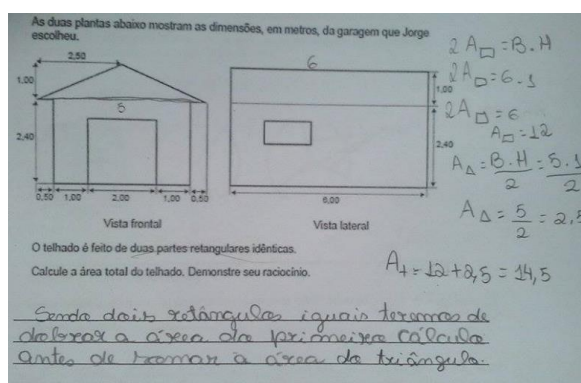 As duas plantas abaixo mostram as dimensões, em metros, da garagem que Jorge
escolheu.
2,50
1,00
5
2,40
0,50 1,00 2,00 1,00 0,50
Vista frontal
6
1,00
2,40
6,00
Vista lateral
2A□ = B.H
2A□ = 6.1
2A□ = 6
A□ = 12
A△ = B.H/2 = 5.1/2
A△ = 5/2 = 2,5
At = 12 + 2,5 = 14,5
O telhado é feito de duas partes retangulares idênticas.
Calcule a área total do telhado. Demonstre seu raciocínio.
Sendo dois retângulos iguais teremos de
dobrar a área do primeiro cálculo
antes de somar a área do triângulo.